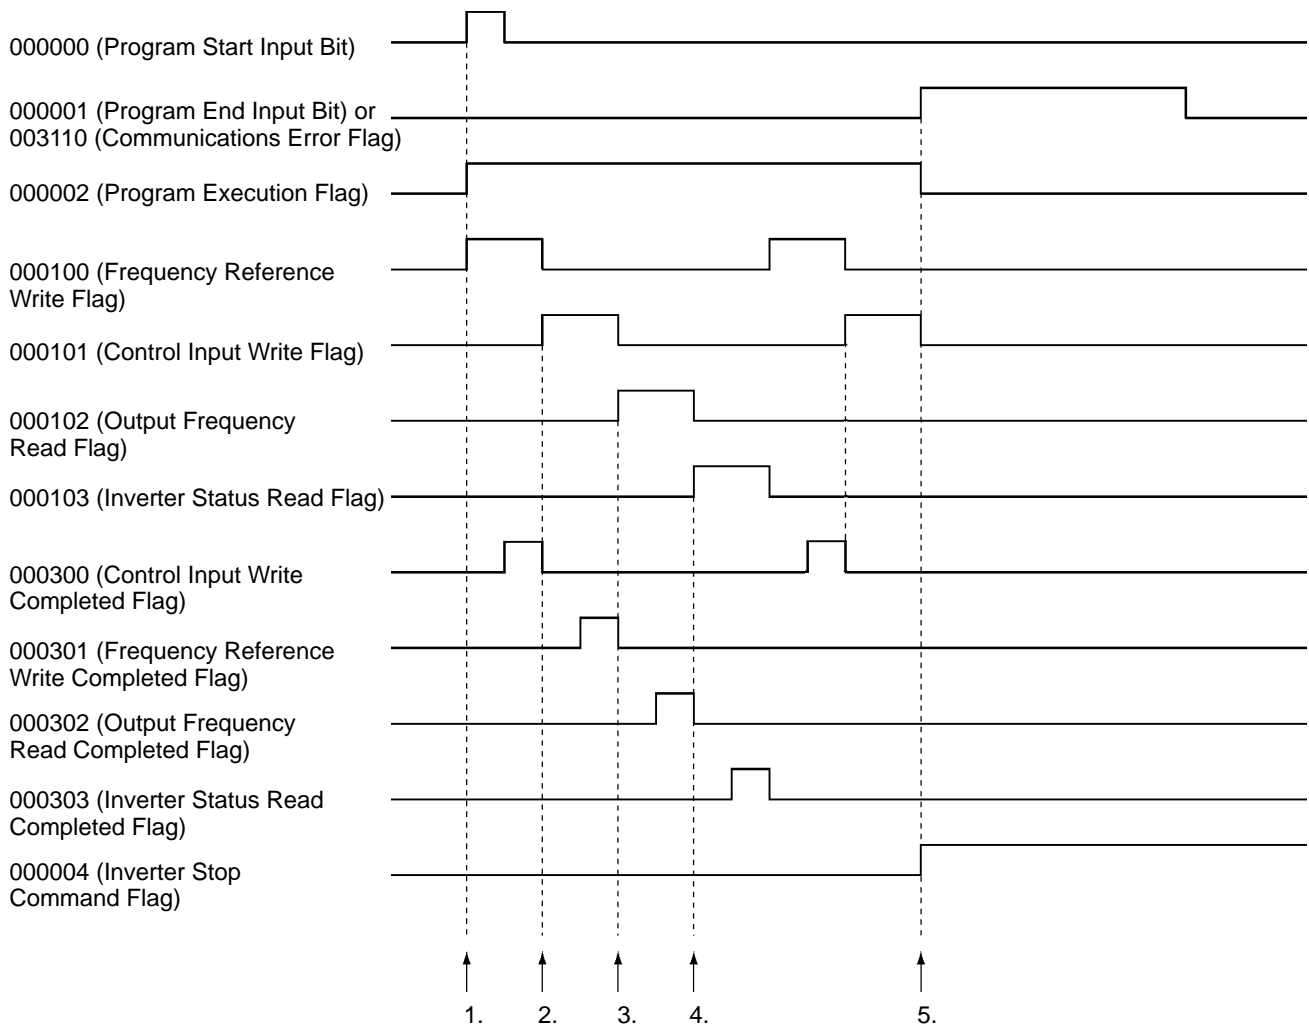 000000 (Program Start Input Bit)
000001 (Program End Input Bit) or
003110 (Communications Error Flag)
000002 (Program Execution Flag)
000100 (Frequency Reference
Write Flag)
000101 (Control Input Write Flag)
000102 (Output Frequency
Read Flag)
000103 (Inverter Status Read Flag)
000300 (Control Input Write
Completed Flag)
000301 (Frequency Reference
Write Completed Flag)
000302 (Output Frequency
Read Completed Flag)
000303 (Inverter Status Read
Completed Flag)
000004 (Inverter Stop
Command Flag)
1. 2. 3. 4. 5.